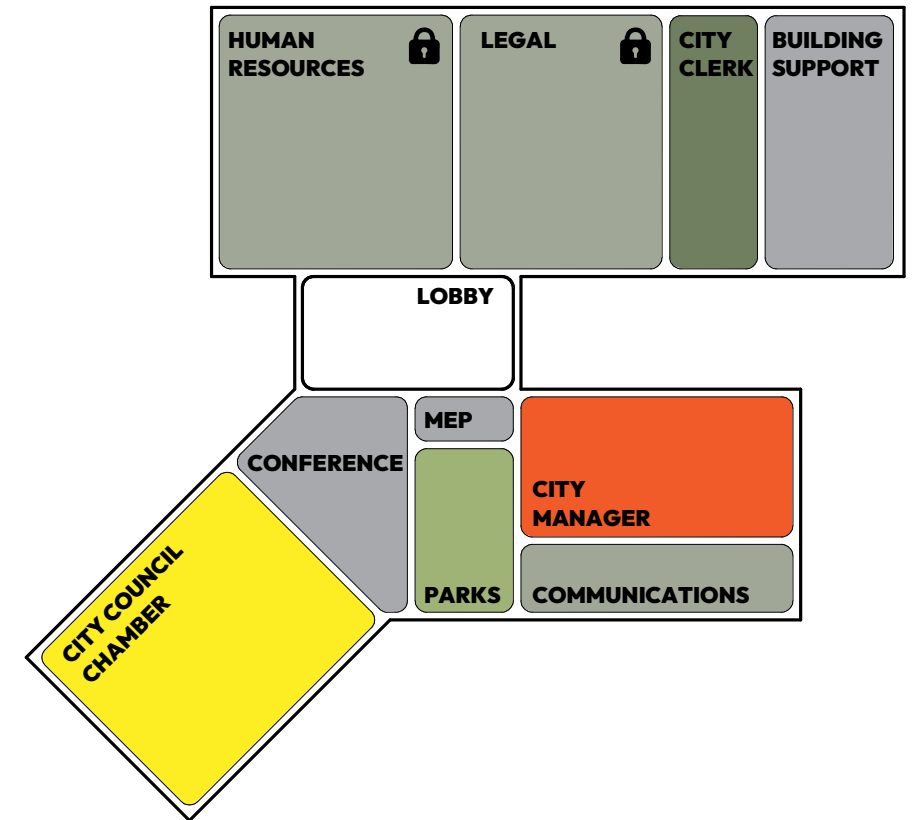 HUMAN
RESOURCES
LEGAL
CITY
CLERK
BUILDING
SUPPORT
LOBBY
MEP
CONFERENCE
CITY
MANAGER
CITY COUNCIL
CHAMBER
PARKS
COMMUNICATIONS